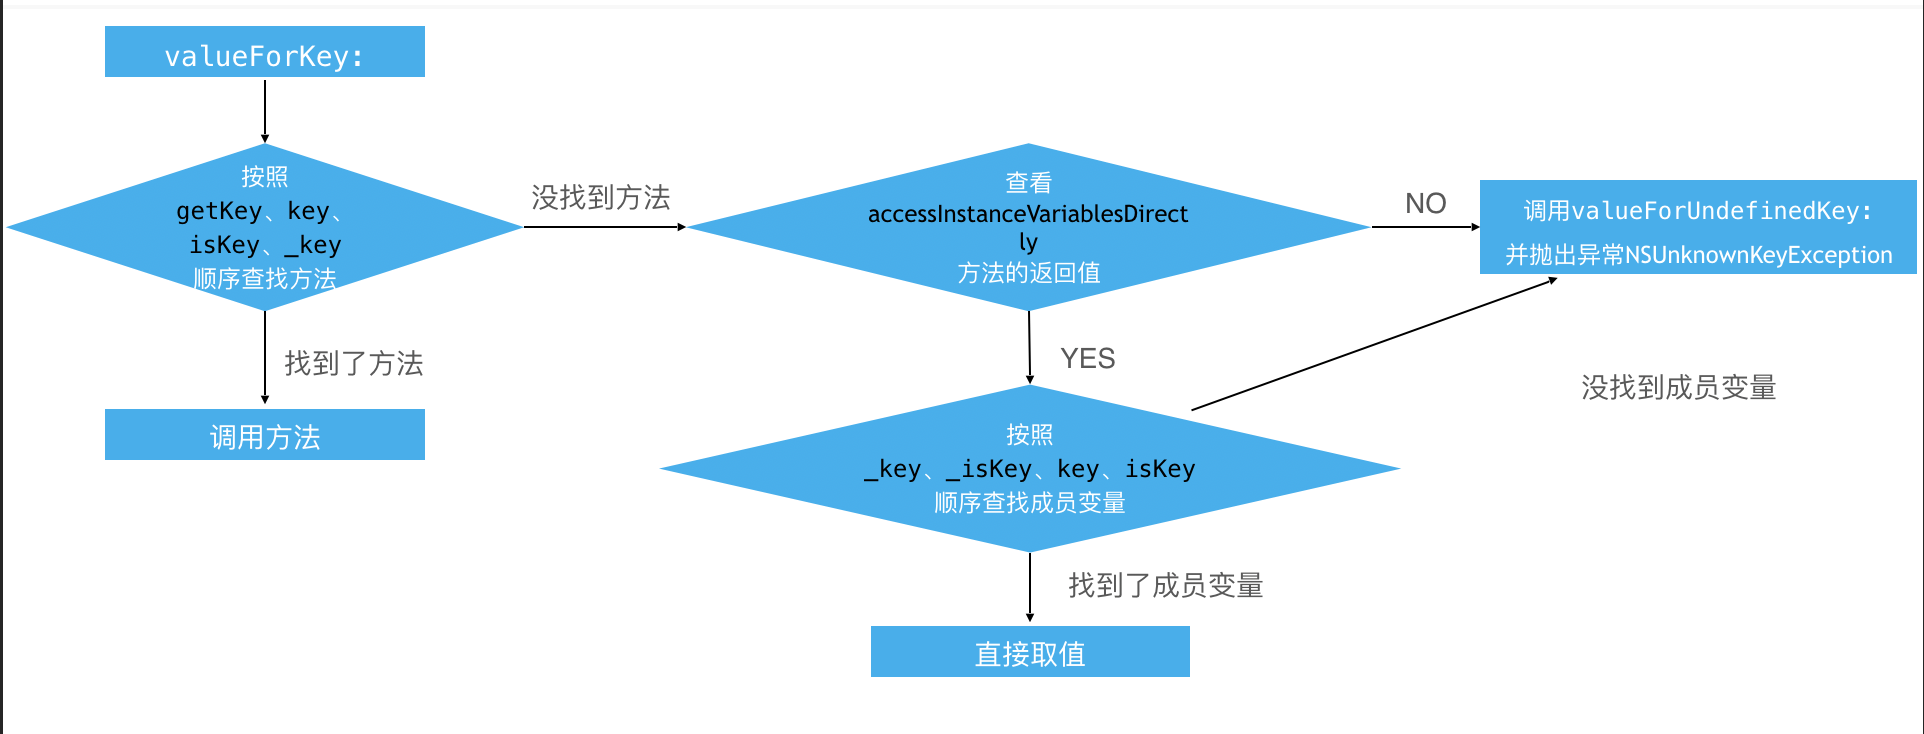 valueForKey:
按照
getKey、key、
isKey、_key
顺序查找方法
没找到方法
查看
accessInstanceVariablesDirect
ly
方法的返回值
NO
调用valueForUndefinedKey:
并抛出异常NSUnknownKeyException
找到了方法
调用方法
YES
没找到成员变量
按照
_key、_isKey、key、isKey
顺序查找成员变量
找到了成员变量
直接取值